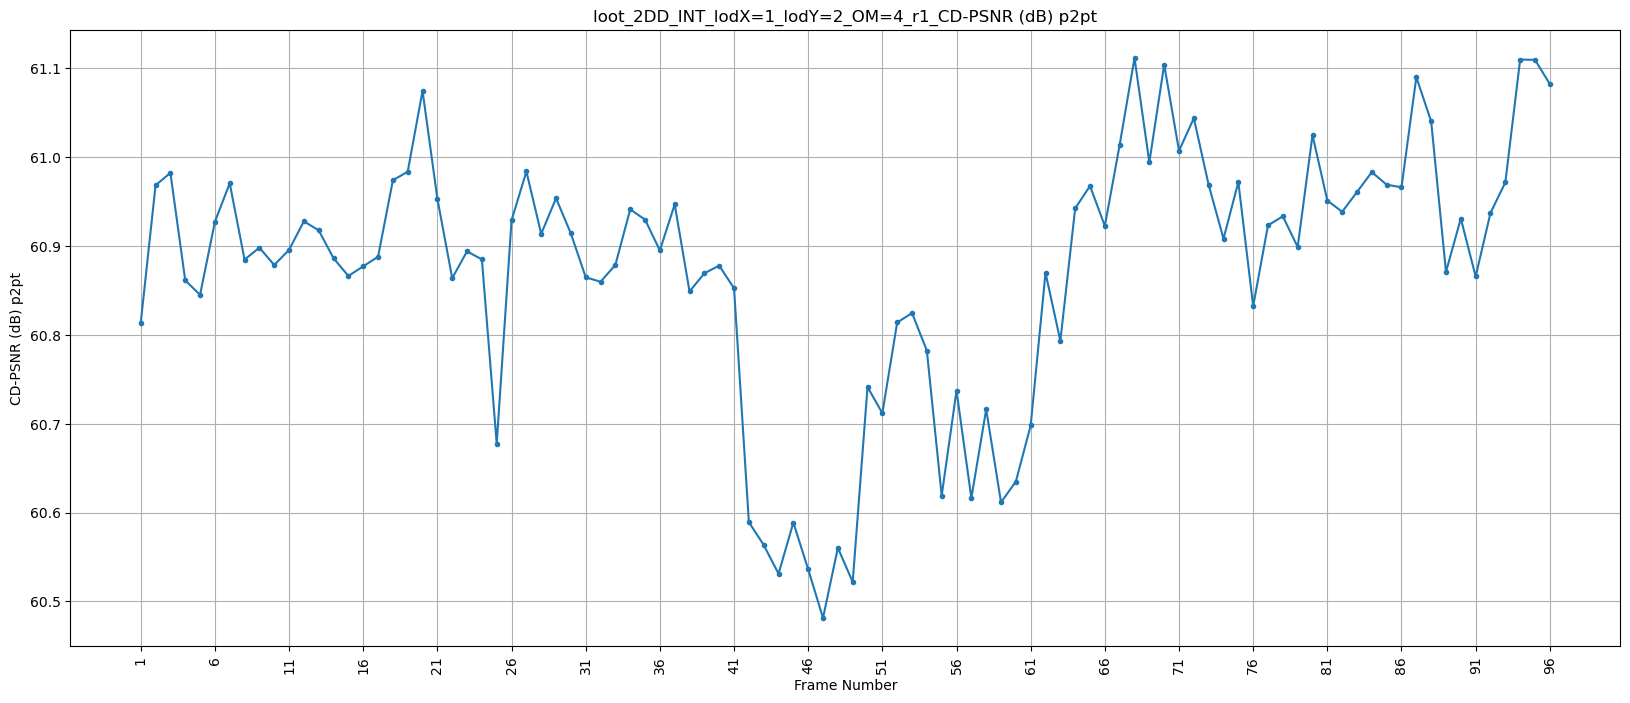 loot_2DD_INT_lodX=1_lodY=2_OM=4_r1_CD-PSNR (dB) p2pt
CD-PSNR (dB) p2pt
61.1
61.0
60.9
60.8
60.7
60.6
60.5
1 6 11 16 21 26 31 36 41 46 51 56 61 66 71 76 81 86 91 96
Frame Number